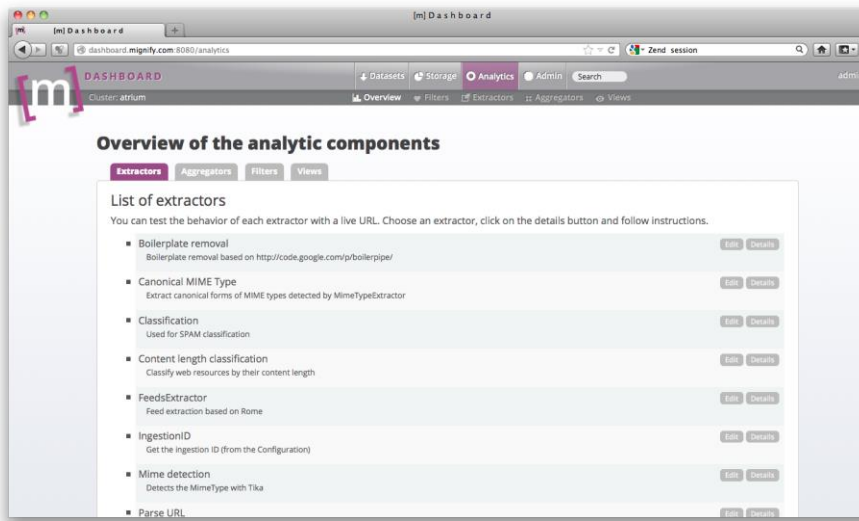 [m] Dashboard
[m] Dashboard
dashboard.mignify.com:8080/analytics
Zend session
[m]
DASHBOARD
Datasets Storage Analytics Admin Search admi
Cluster: atrium
Overview Filters Extractors Aggregators Views
Overview of the analytic components
Extractors Aggregators Filters Views
List of extractors
You can test the behavior of each extractor with a live URL. Choose an extractor, click on the details button and follow instructions.
Boilerplate removal Edit Details
Boilerplate removal based on http://code.google.com/p/boilerpipe/
Canonical MIME Type Edit Details
Extract canonical forms of MIME types detected by MimeTypeExtractor
Classification Edit Details
Used for SPAM classification
Content length classification Edit Details
Classify web resources by their content length
FeedsExtractor Edit Details
Feed extraction based on Rome
IngestionID Edit Details
Get the ingestion ID (from the Configuration)
Mime detection Edit Details
Detects the MimeType with Tika
Parse URL Edit Details